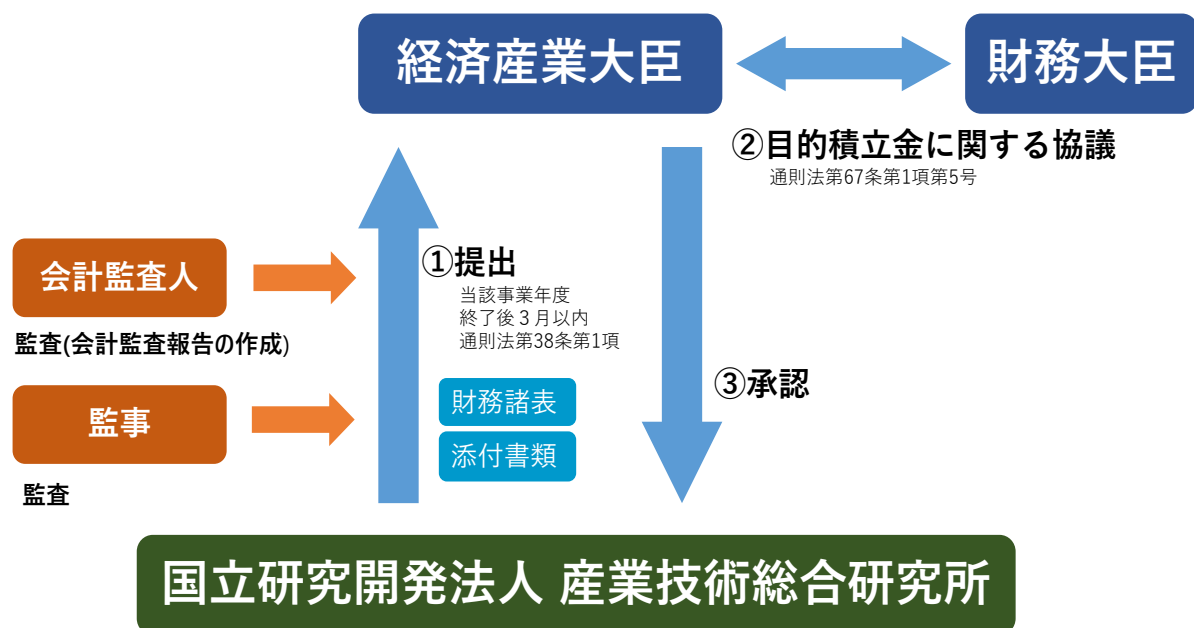 経済産業大臣
財務大臣
②目的積立金に関する協議
通則法第67条第1項第5号
会計監査人
監査(会計監査報告の作成)
監事
監査
①提出
当該事業年度
終了後３月以内
通則法第38条第1項
財務諸表
添付書類
③承認
国立研究開発法人 産業技術総合研究所